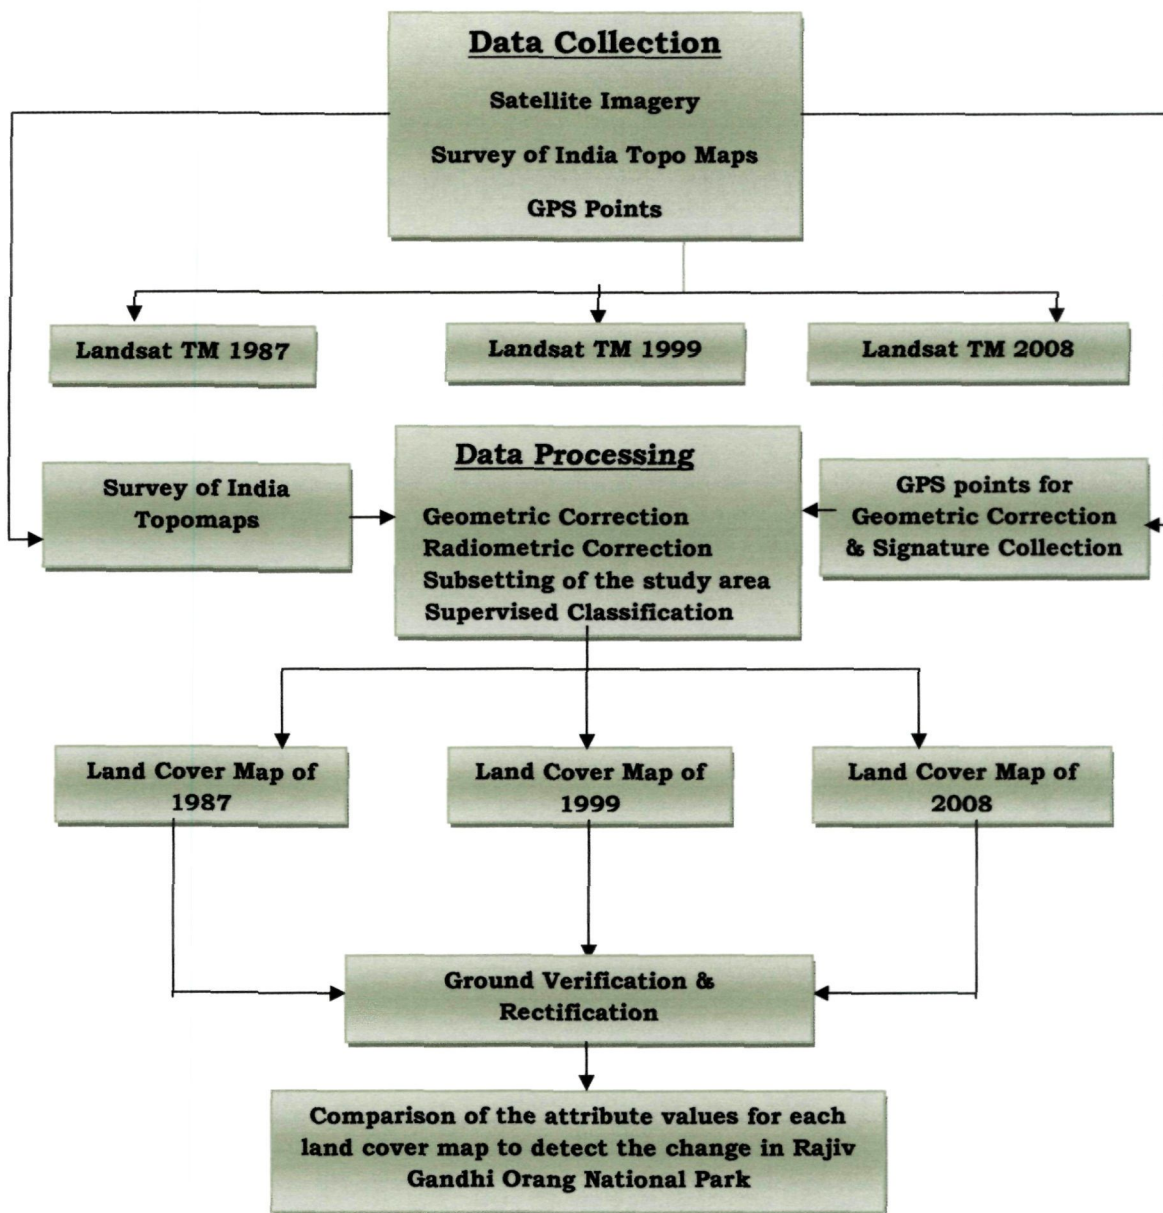 Data Collection
Satellite Imagery
Survey of India Topo Maps
GPS Points
Landsat TM 1987
Landsat TM 1999
Landsat TM 2008
Survey of India
Topomaps
Data Processing
Geometric Correction
Radiometric Correction
Subsetting of the study area
Supervised Classification
GPS points for
Geometric Correction
& Signature Collection
Land Cover Map of
1987
Land Cover Map of
1999
Land Cover Map of
2008
Ground Verification &
Rectification
Comparison of the attribute values for each
land cover map to detect the change in Rajiv
Gandhi Orang National Park